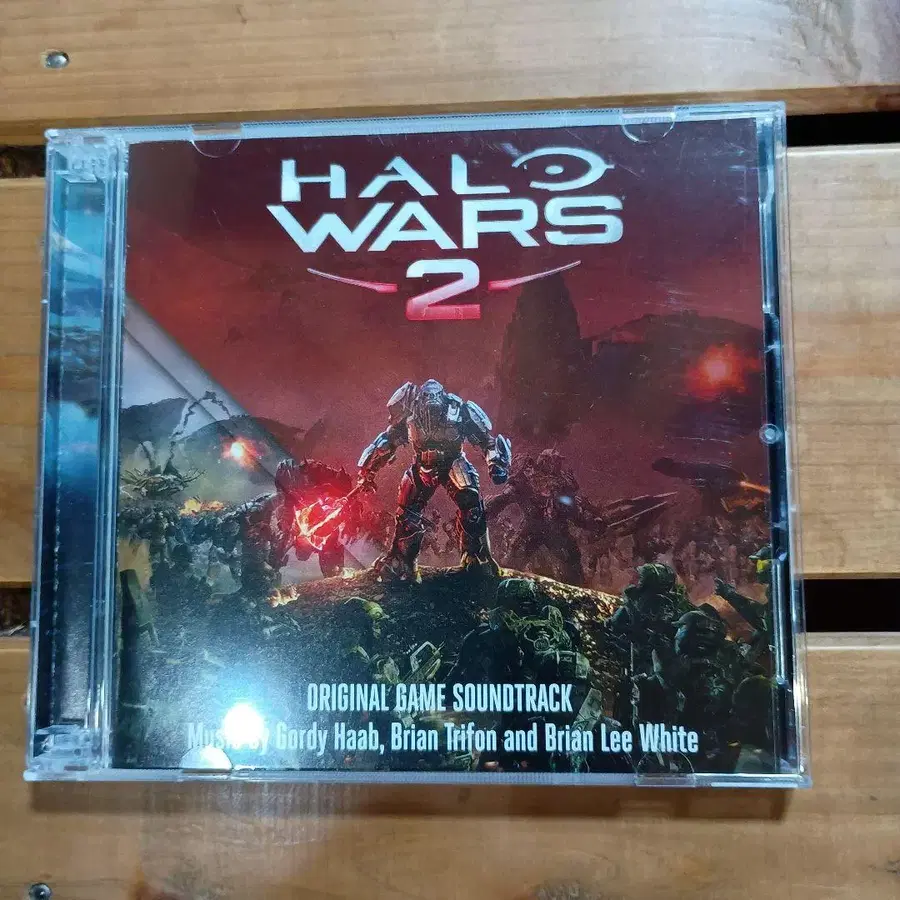 HALO
WARS
2
ORIGINAL GAME SOUNDTRACK
Music by Gordy Haab, Brian Trifon and Brian Lee White